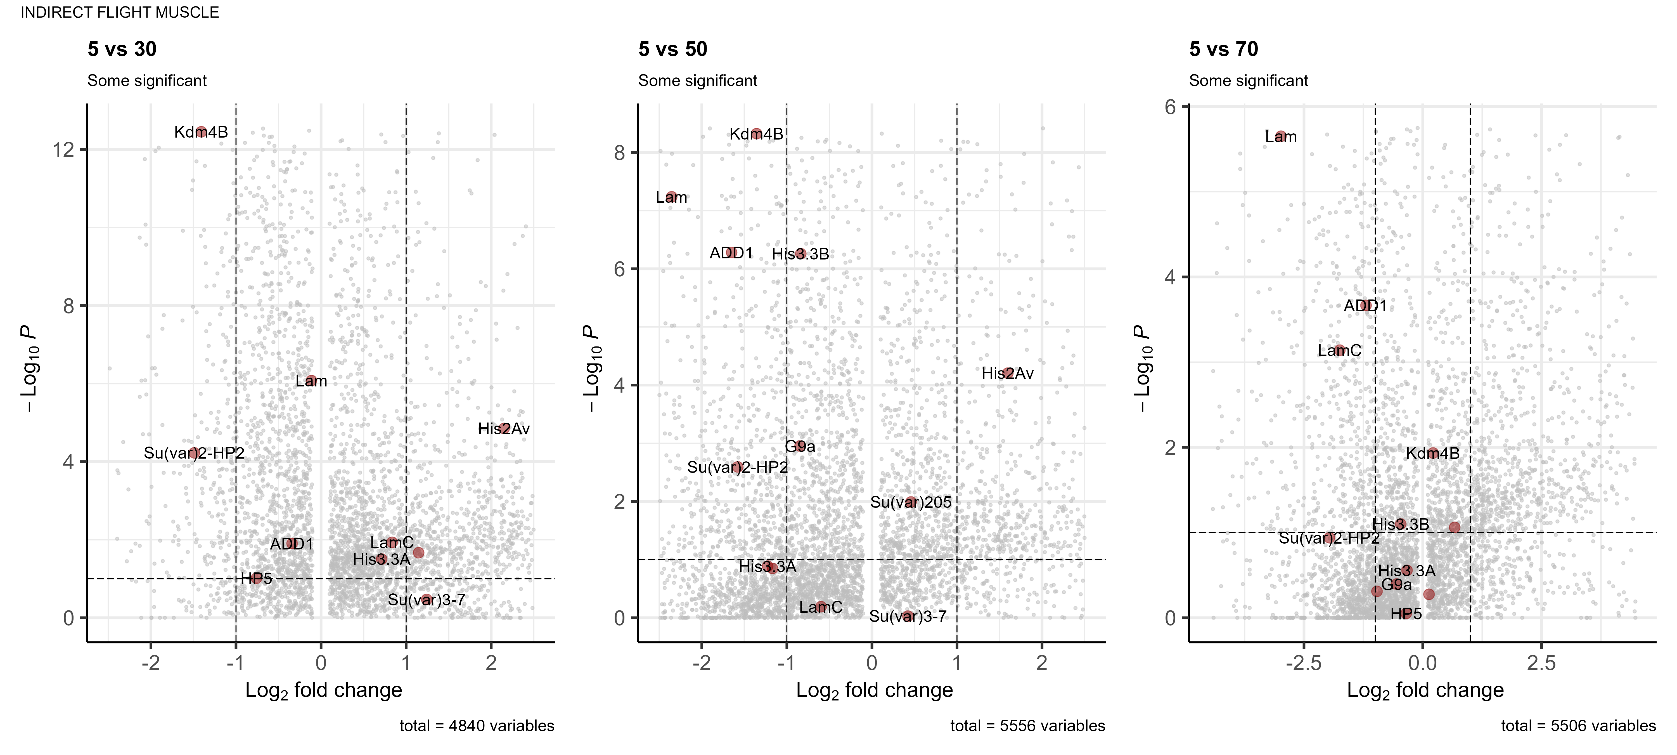 INDIRECT FLIGHT MUSCLE
5 vs 30
Some significant
Kdm4B
12
8
Lam
His2Av
Su(var)2-HP2
4
ADD1
LamC
His3.3A
HP5
Su(var)3-7
0
-2 -1 0 1 2
– Log10 P
Log2 fold change
total = 4840 variables
5 vs 50
Some significant
Kdm4B
8
Lam
ADD1
His3.3B
6
His2Av
4
G9a
Su(var)2-HP2
Su(var)205
2
His3.3A
LamC
Su(var)3-7
0
-2 -1 0 1 2
– Log10 P
Log2 fold change
total = 5556 variables
5 vs 70
Some significant
6
Lam
4
ADD1
LamC
2
Kdm4B
His3.3B
Su(var)2-HP2
His3.3A
G9a
HP5
0
-2.5 0.0 2.5
– Log10 P
Log2 fold change
total = 5506 variables